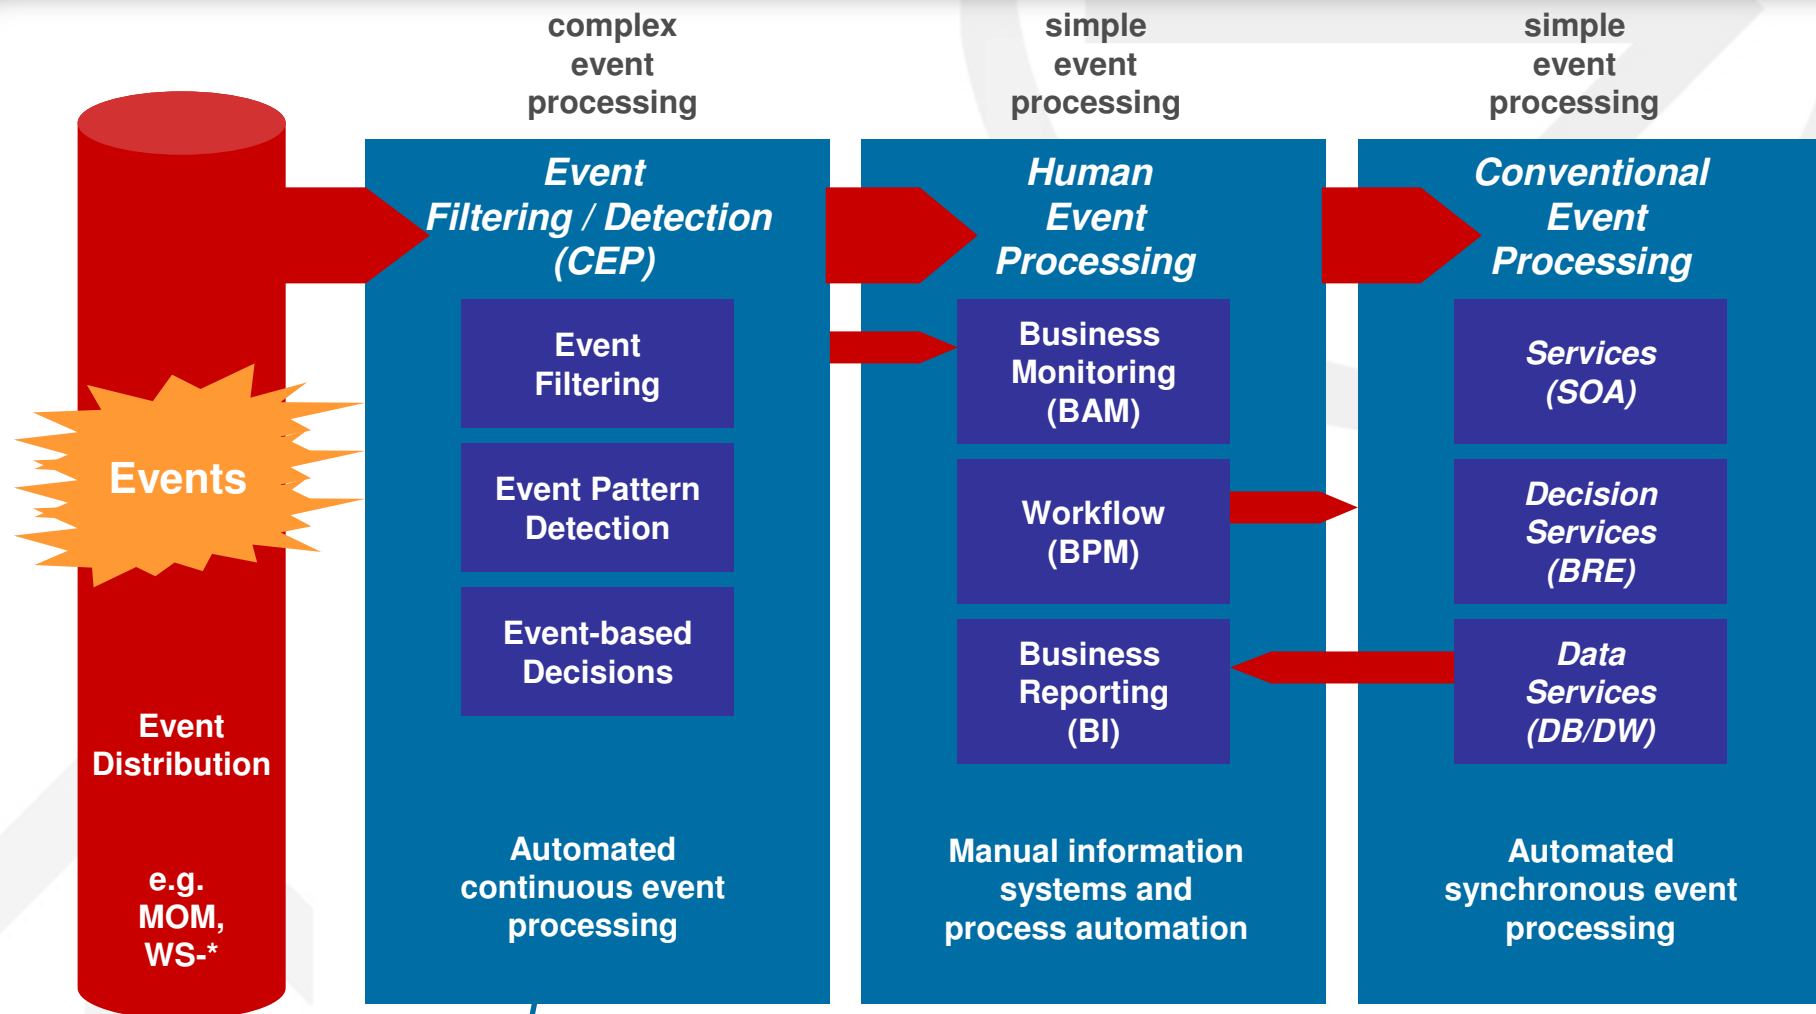 complex
event
processing
simple
event
processing
simple
event
processing
Events
Event
Distribution
e.g.
MOM,
WS-*
Event
Filtering / Detection
(CEP)
Event
Filtering
Event Pattern
Detection
Event-based
Decisions
Automated
continuous event
processing
Human
Event
Processing
Business
Monitoring
(BAM)
Workflow
(BPM)
Business
Reporting
(BI)
Manual information
systems and
process automation
Conventional
Event
Processing
Services
(SOA)
Decision
Services
(BRE)
Data
Services
(DB/DW)
Automated
synchronous event
processing